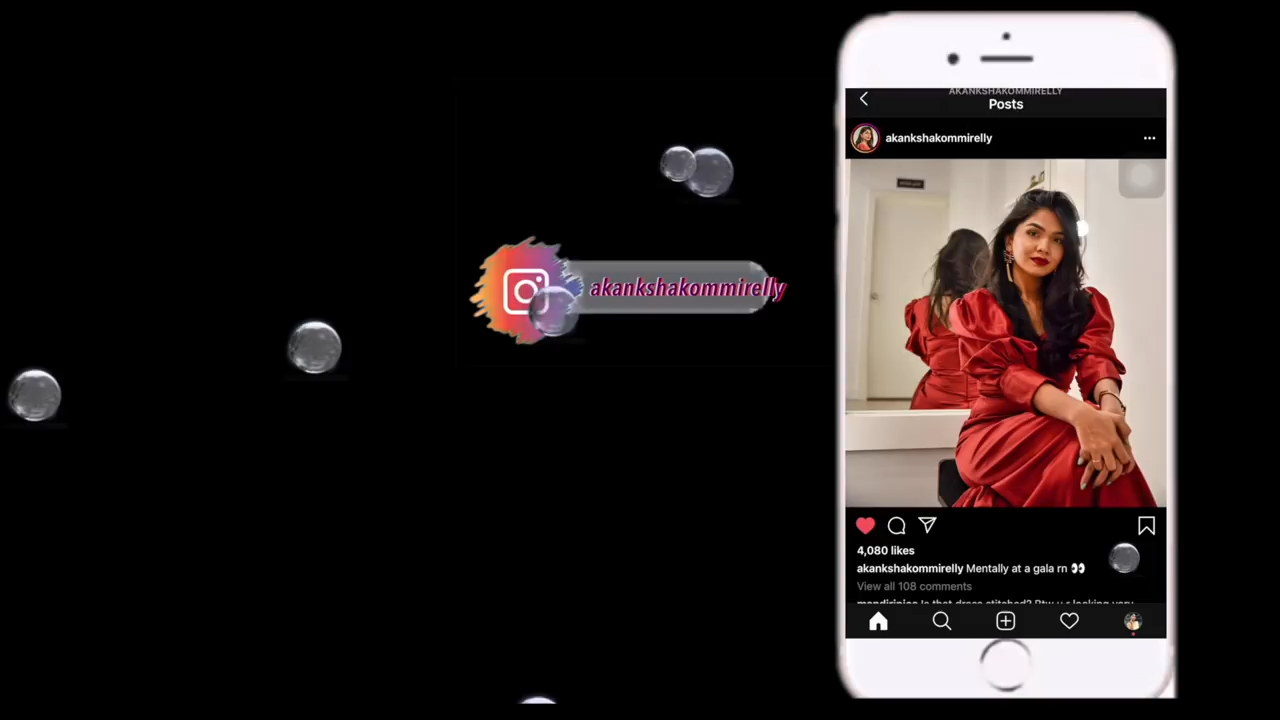 akankshakommirelly
AKANKSHAKOMMIRELLY
Posts
akankshakommirelly
4,080 likes
akankshakommirelly Mentally at a gala rn 👀
View all 108 comments